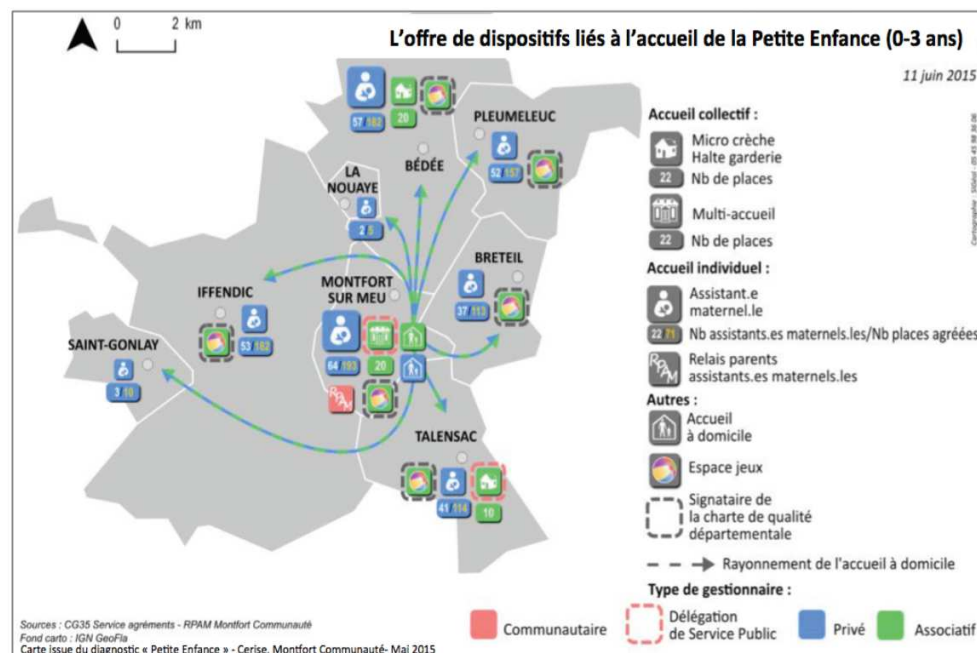 0 2 km
L'offre de dispositifs liés à l'accueil de la Petite Enfance (0-3 ans)
11 juin 2015
57/182
20
BÉDÉE
PLEUMELEUC
52/157
LA
NOUAYE
2/5
BRETEIL
37/113
MONTFORT
SUR MEU
64/193
20
RPAM
IFFENDIC
53/182
SAINT-GONLAY
3/10
TALENSAC
41/114
10
Accueil collectif :
Micro crèche
Halte garderie
22 Nb de places
Multi-accueil
22 Nb de places
Accueil individuel :
Assistant.e
maternel.le
22/71 Nb assistants.es maternels.les/Nb places agréées
RPAM Relais parents
assistants.es maternels.les
Autres :
Accueil
à domicile
Espace jeux
Signataire de
la charte de qualité
départementale
Rayonnement de l'accueil à domicile
Type de gestionnaire :
Communautaire
Délégation
de Service Public
Privé
Associatif
Sources : CG35 Service agréments - RPAM Montfort Communauté
Fond carto : IGN GeoFla
Carte issue du diagnostic « Petite Enfance » - Cerise, Montfort Communauté- Mai 2015